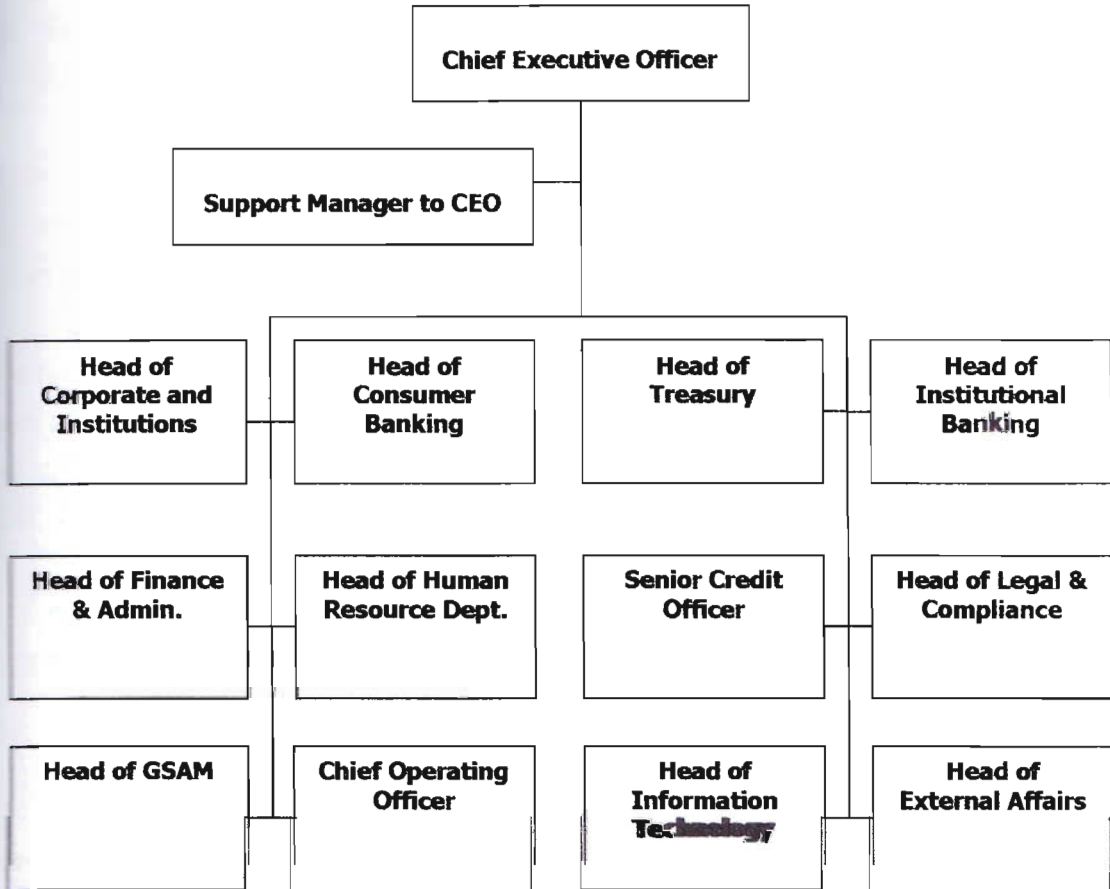 Chief Executive Officer
Support Manager to CEO
Head of
Corporate and
Institutions
Head of
Consumer
Banking
Head of
Treasury
Head of
Institutional
Banking
Head of Finance
& Admin.
Head of Human
Resource Dept.
Senior Credit
Officer
Head of Legal &
Compliance
Head of GSAM
Chief Operating
Officer
Head of
Information
Technology
Head of
External Affairs